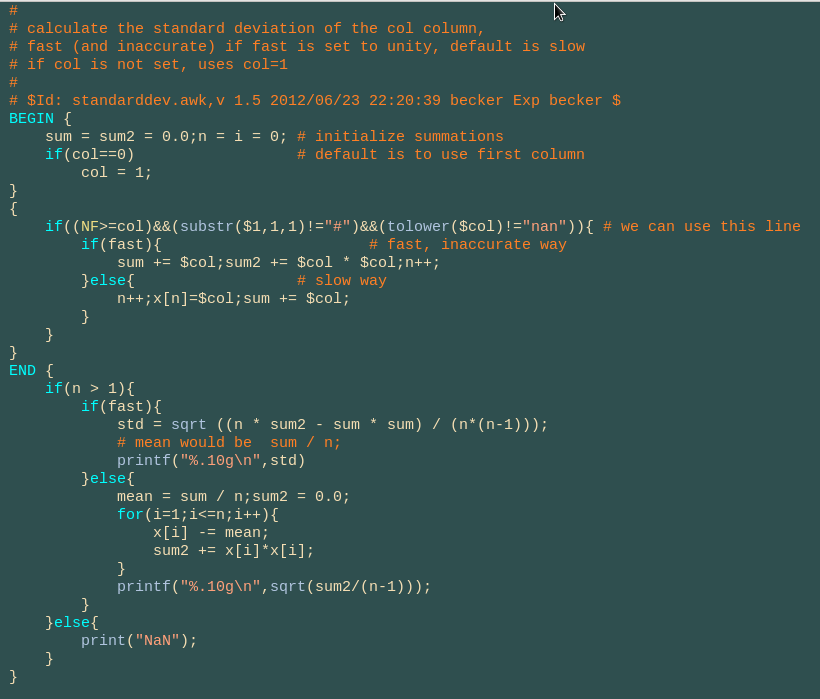 #
# calculate the standard deviation of the col column,
# fast (and inaccurate) if fast is set to unity, default is slow
# if col is not set, uses col=1
#
# $Id: standarddev.awk,v 1.5 2012/06/23 22:20:39 becker Exp becker $
BEGIN {
    sum = sum2 = 0.0;n = i = 0; # initialize summations
    if(col==0)                  # default is to use first column
        col = 1;
}
{
    if((NF>=col)&&(substr($1,1,1)!="#")&&(tolower($col)!="nan")){ # we can use this line
        if(fast){                       # fast, inaccurate way
            sum += $col;sum2 += $col * $col;n++;
        }else{                  # slow way
            n++;x[n]=$col;sum += $col;
        }
    }
}
END {
    if(n > 1){
        if(fast){
            std = sqrt ((n * sum2 - sum * sum) / (n*(n-1)));
            # mean would be  sum / n;
            printf("%.10g\n",std)
        }else{
            mean = sum / n;sum2 = 0.0;
            for(i=1;i<=n;i++){
                x[i] -= mean;
                sum2 += x[i]*x[i];
            }
            printf("%.10g\n",sqrt(sum2/(n-1)));
        }
    }else{
        print("NaN");
    }
}